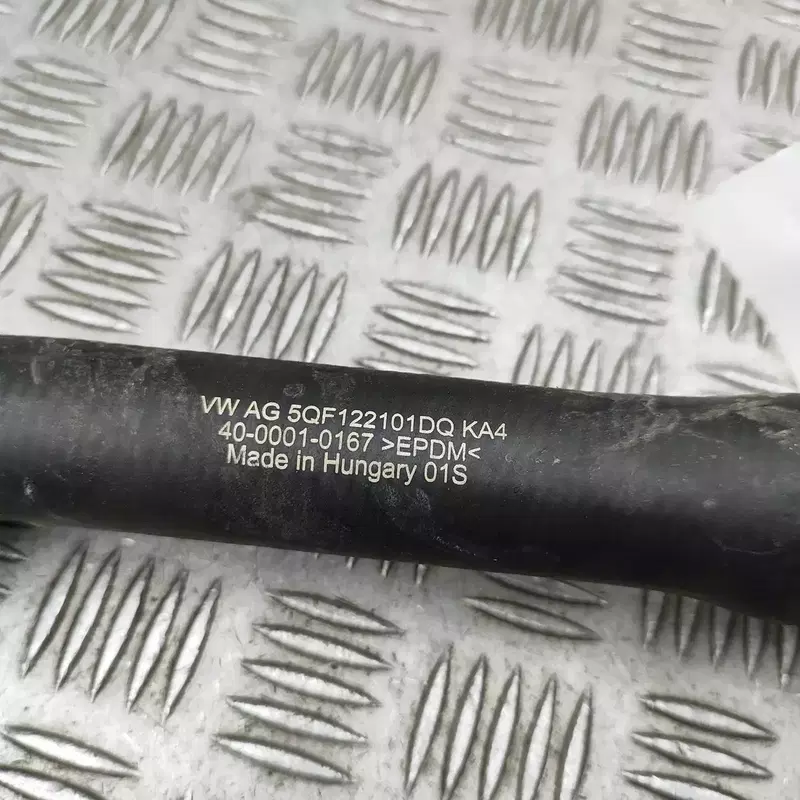 VW AG 5QF122101DQ KA4
40-0001-0167 >EPDM<
Made in Hungary 01S